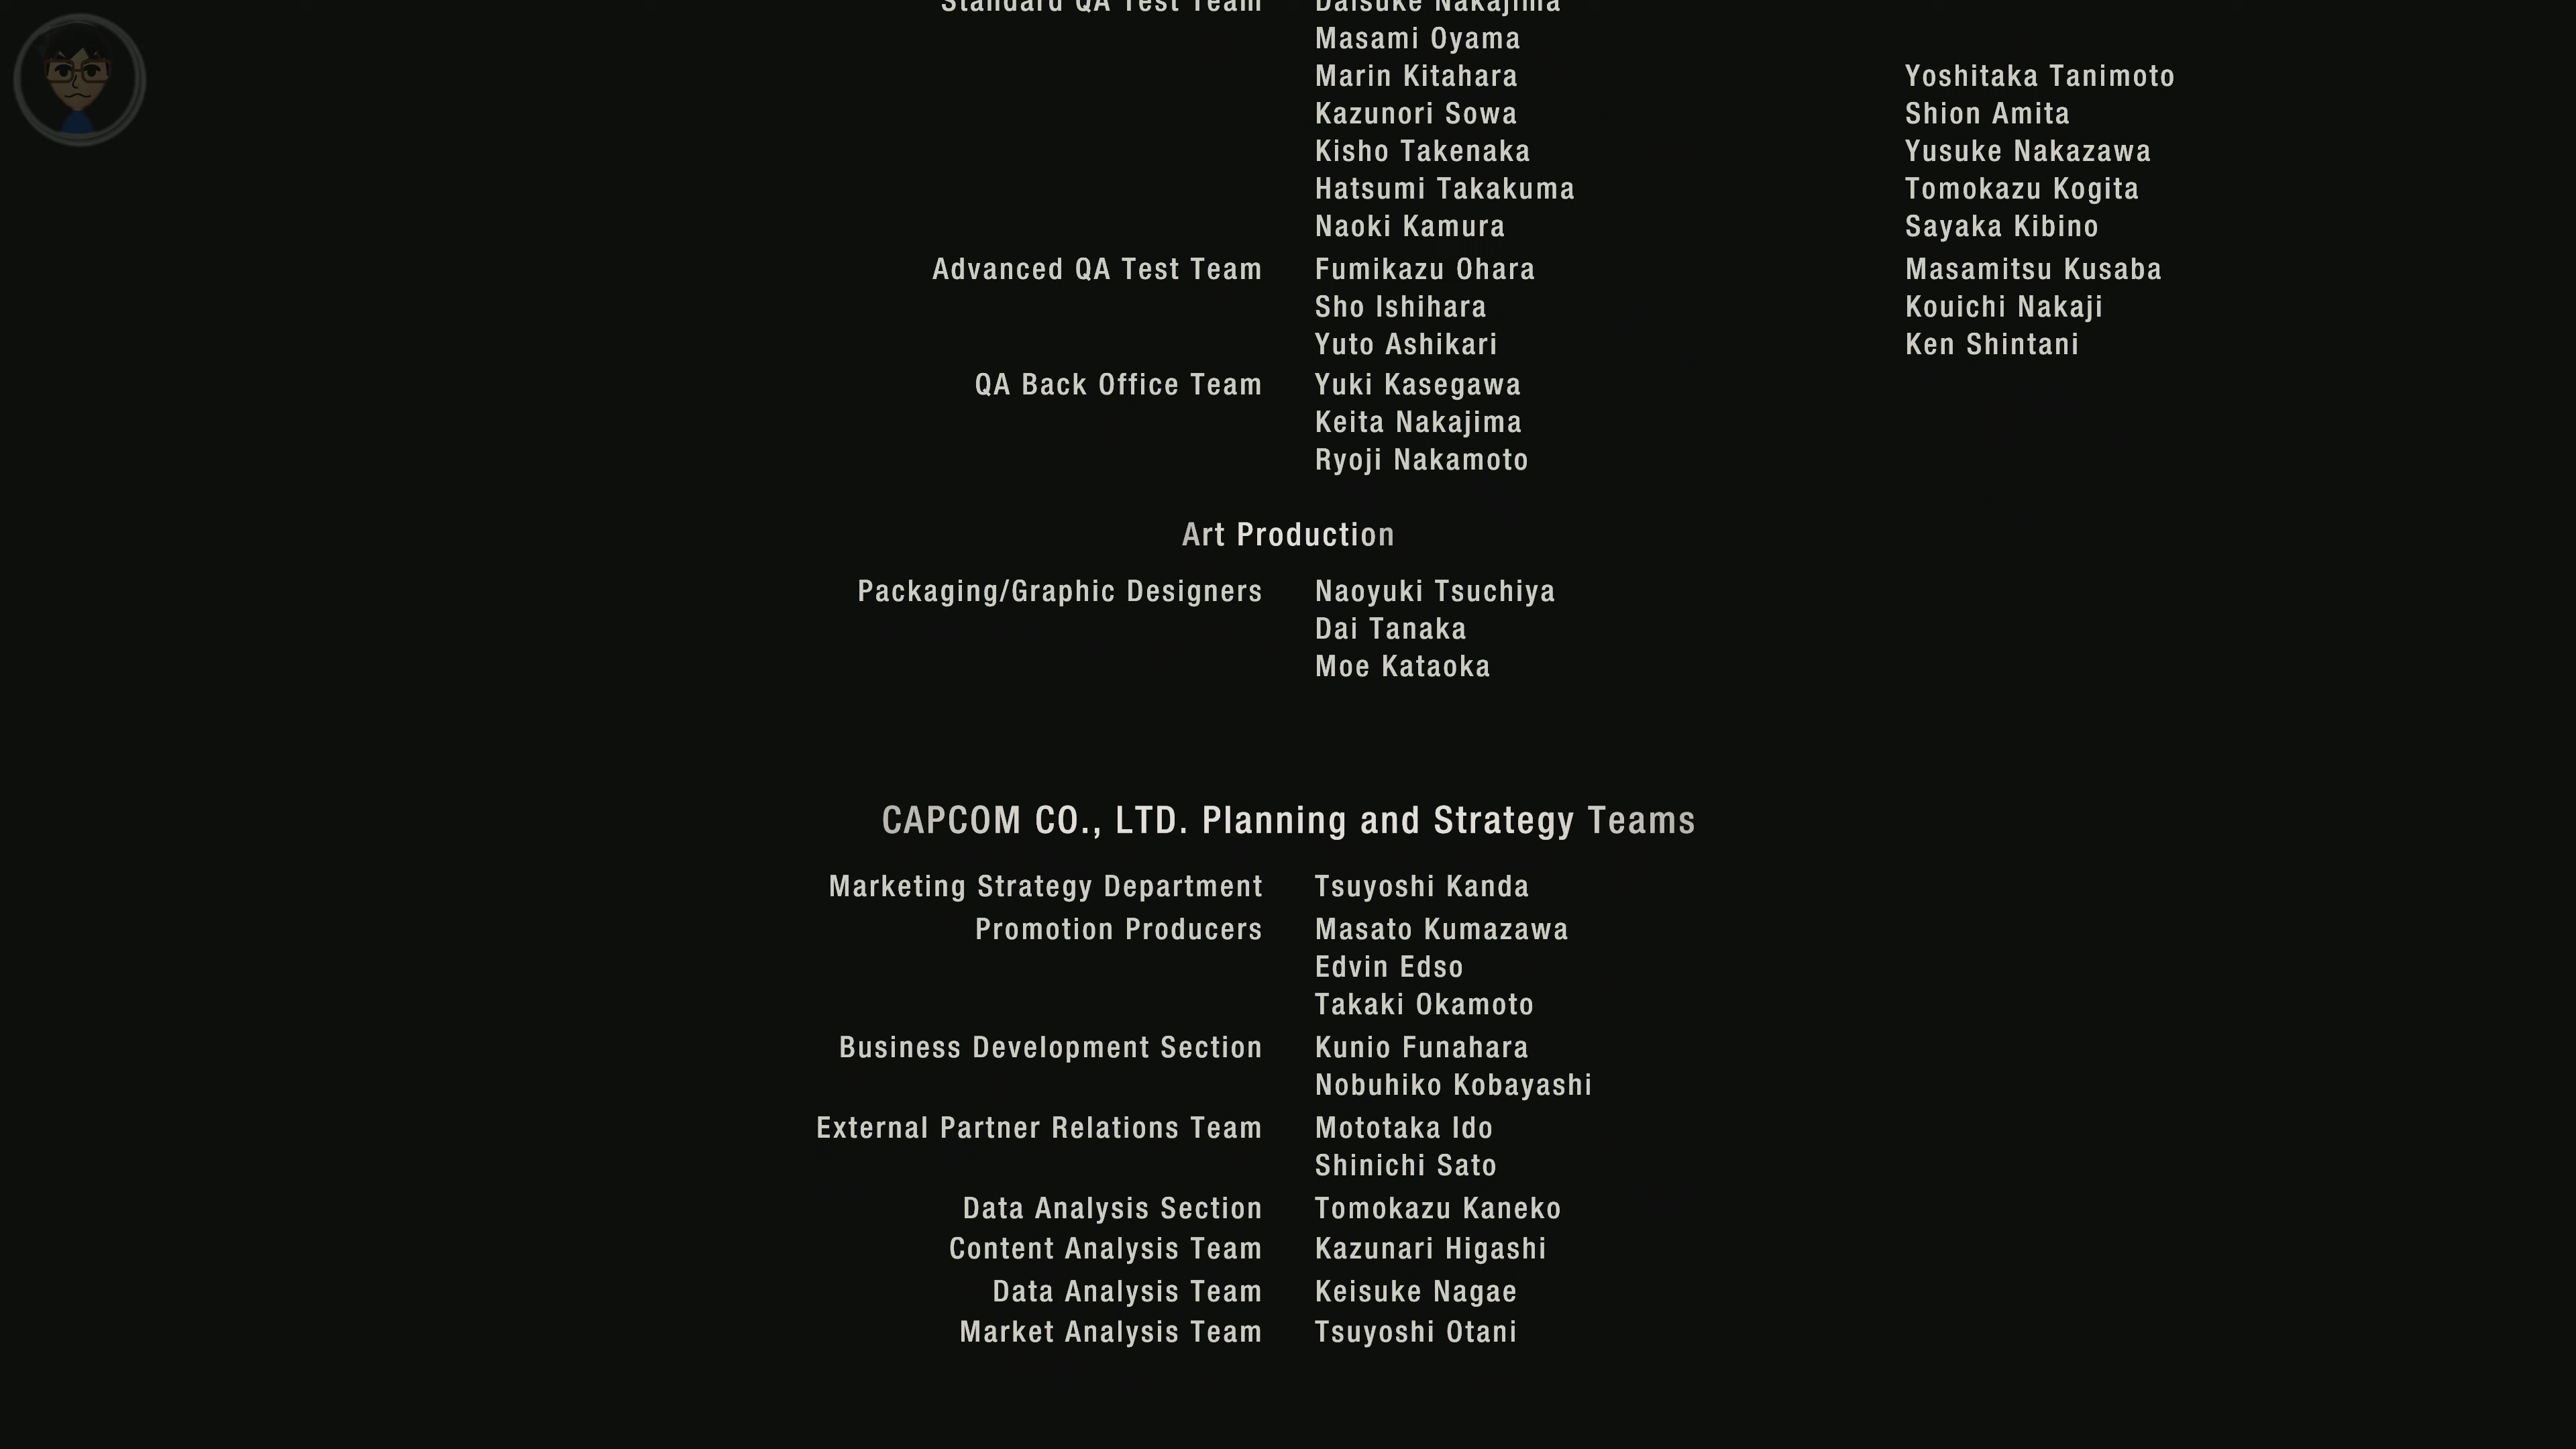 Standard QA Test Team Daisuke Nakajima
Masami Oyama
Marin Kitahara Yoshitaka Tanimoto
Kazunori Sowa Shion Amita
Kisho Takenaka Yusuke Nakazawa
Hatsumi Takakuma Tomokazu Kogita
Naoki Kamura Sayaka Kibino
Advanced QA Test Team Fumikazu Ohara Masamitsu Kusaba
Sho Ishihara Kouichi Nakaji
Yuto Ashikari Ken Shintani
QA Back Office Team Yuki Kasegawa
Keita Nakajima
Ryoji Nakamoto
Art Production
Packaging/Graphic Designers Naoyuki Tsuchiya
Dai Tanaka
Moe Kataoka
CAPCOM CO., LTD. Planning and Strategy Teams
Marketing Strategy Department Tsuyoshi Kanda
Promotion Producers Masato Kumazawa
Edvin Edso
Takaki Okamoto
Business Development Section Kunio Funahara
Nobuhiko Kobayashi
External Partner Relations Team Mototaka Ido
Shinichi Sato
Data Analysis Section Tomokazu Kaneko
Content Analysis Team Kazunari Higashi
Data Analysis Team Keisuke Nagae
Market Analysis Team Tsuyoshi Otani